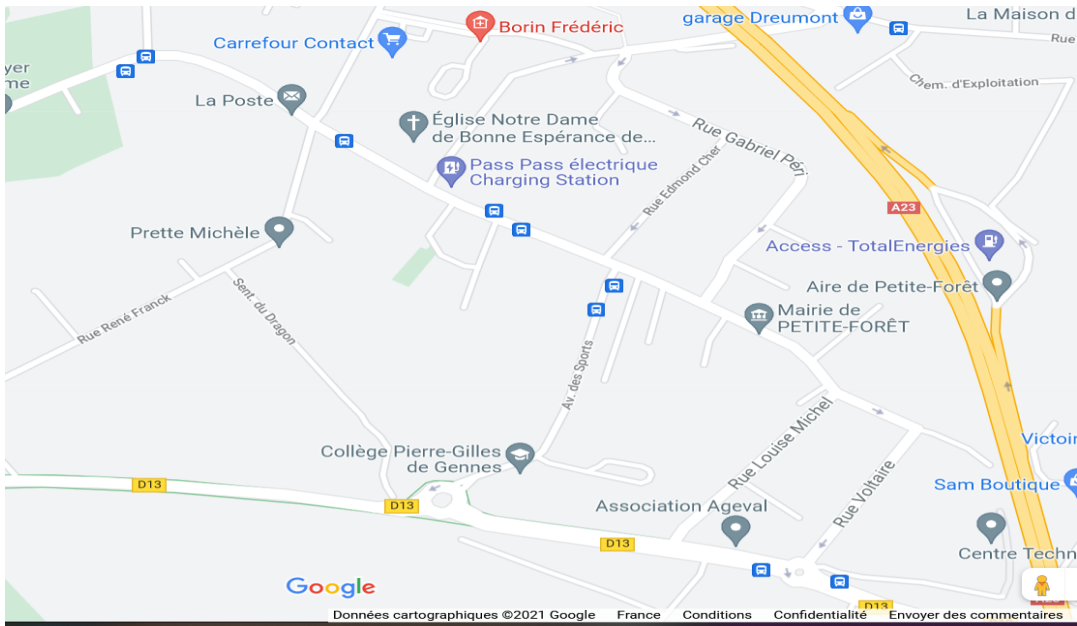 garage Dreumont
La Maison d
Borin Frédéric
Carrefour Contact
Rue
yer
me
Chem. d'Exploitation
La Poste
Église Notre Dame
de Bonne Espérance de...
Rue Gabriel Péri
Pass Pass électrique
Charging Station
Rue Edmond Cher
A23
Prette Michèle
Access - TotalEnergies
Aire de Petite-Forêt
Sent. du Dragon
Rue René Franck
Mairie de
PETITE-FORÊT
Av. des Sports
Rue Louise Michel
Victoir
Collège Pierre-Gilles
de Gennes
Rue Voltaire
D13
Sam Boutique
D13
Association Ageval
D13
Centre Techn
Google
D13
Données cartographiques ©2021 Google
France
Conditions
Confidentialité
Envoyer des commentaires